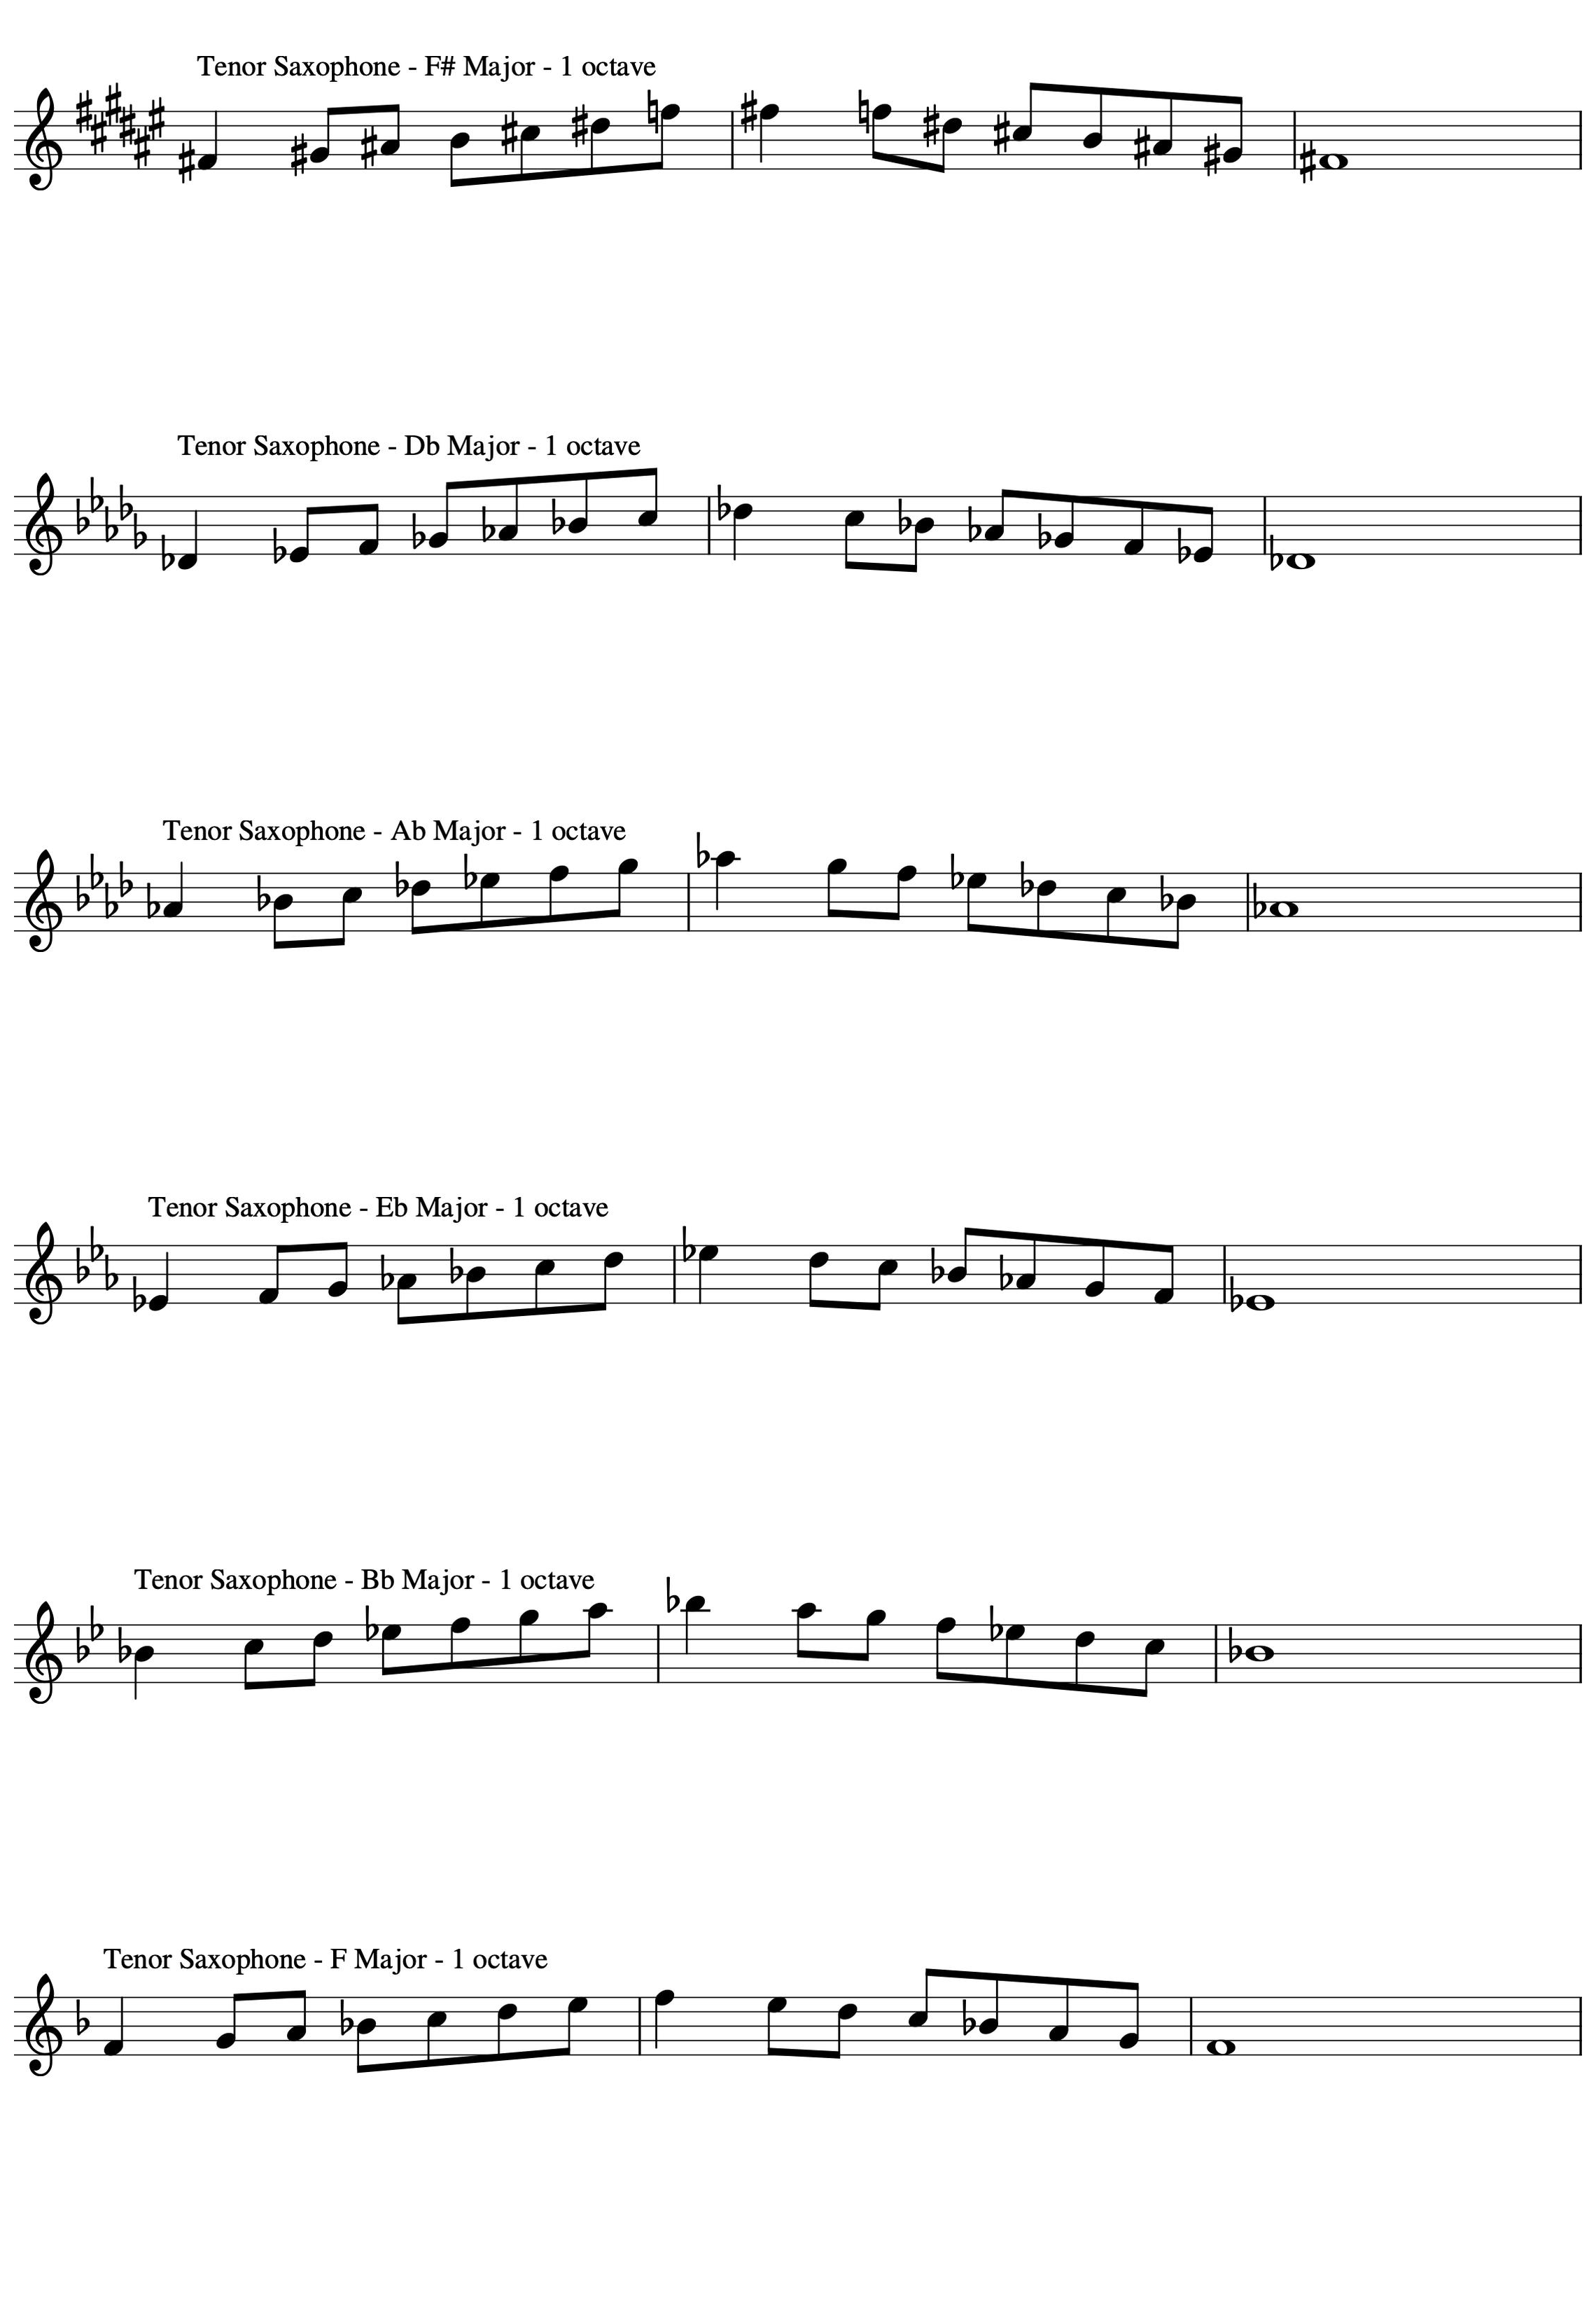 Tenor Saxophone - F# Major - 1 octave
Tenor Saxophone - Db Major - 1 octave
Tenor Saxophone - Ab Major - 1 octave
Tenor Saxophone - Eb Major - 1 octave
Tenor Saxophone - Bb Major - 1 octave
Tenor Saxophone - F Major - 1 octave